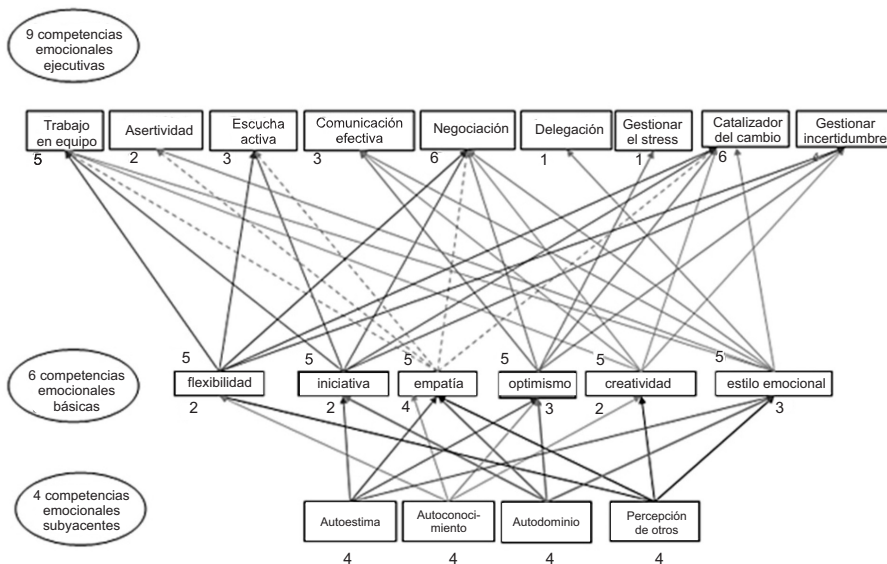 9 competencias
emocionales
ejecutivas
Trabajo
en equipo
Asertividad
Escucha
activa
Comunicación
efectiva
Negociación
Delegación
Gestionar
el stress
Catalizador
del cambio
Gestionar
incertidumbre
5
2
3
3
6
1
1
6
4
5
5
5
5
5
5
6 competencias
emocionales
básicas
flexibilidad
iniciativa
empatía
optimismo
creatividad
estilo emocional
2
2
4
3
2
3
4 competencias
emocionales
subyacentes
Autoestima
Autoconoci-
miento
Autodominio
Percepción
de otros
4
4
4
4